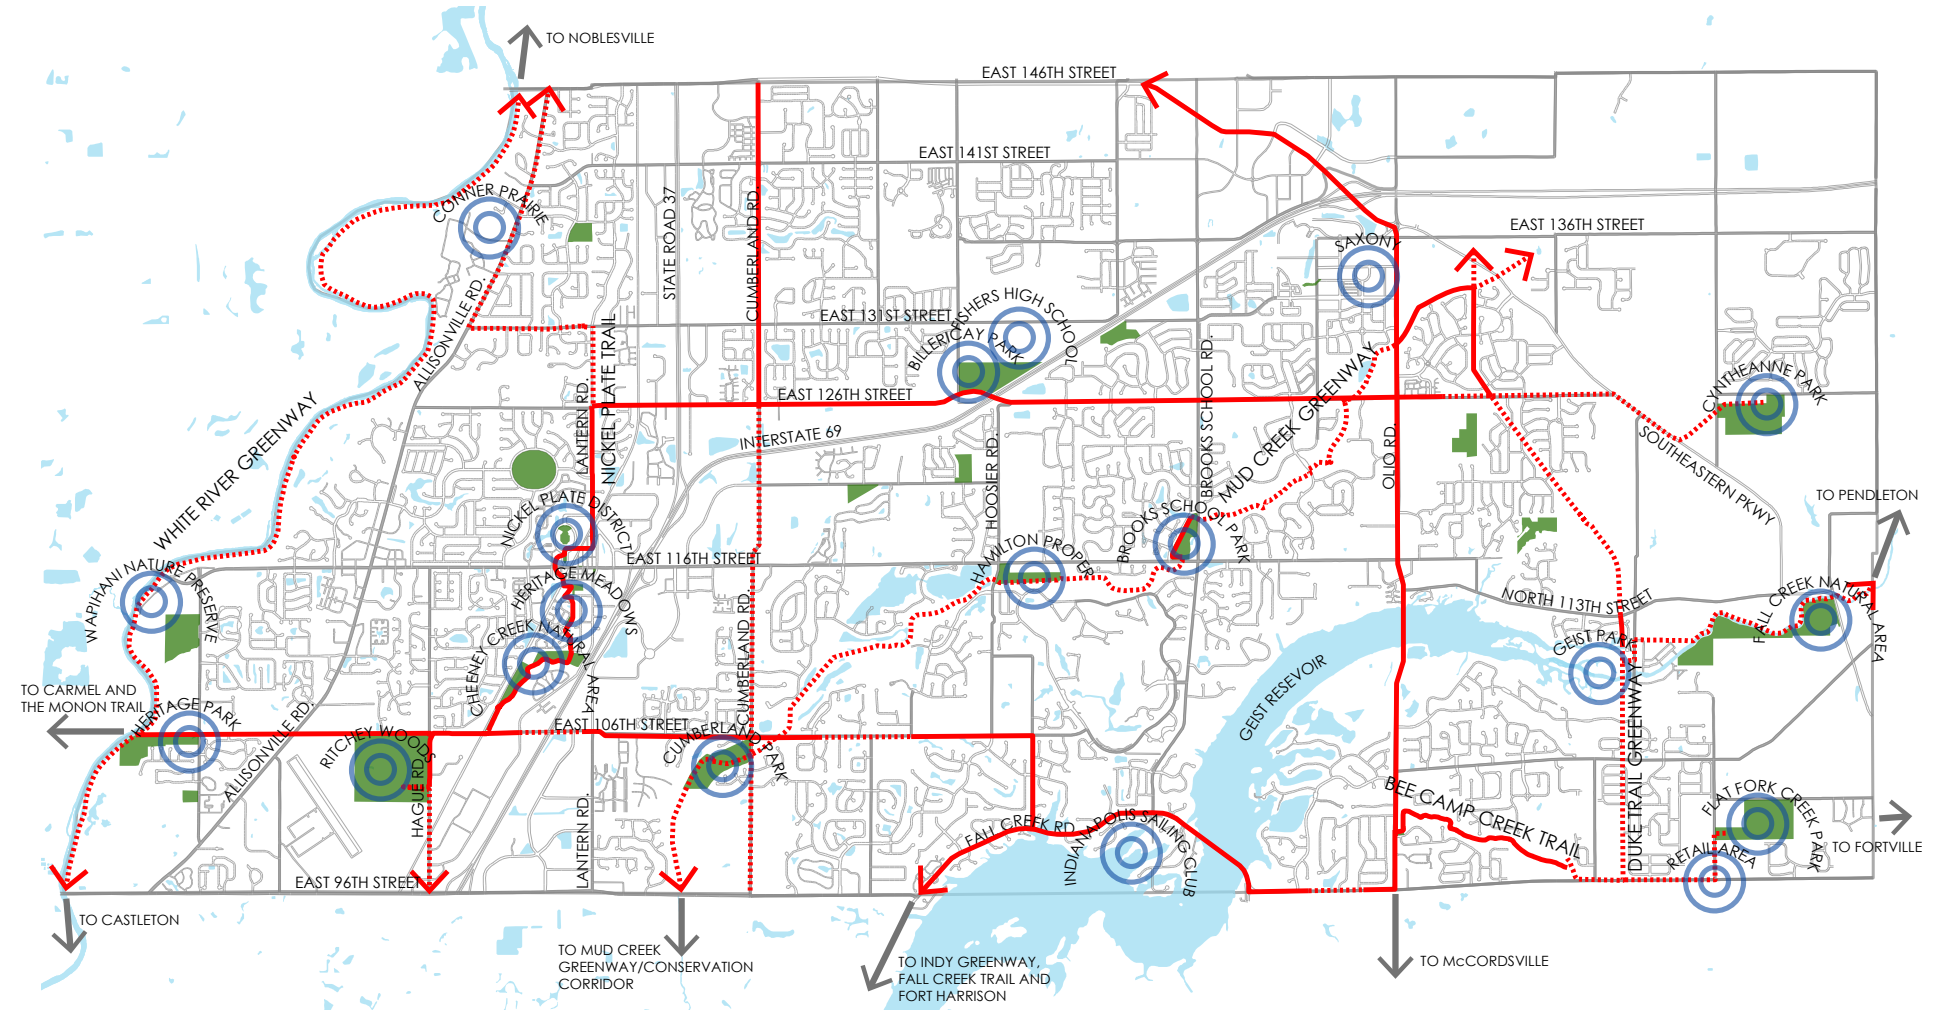 TO NOBLESVILLE
EAST 146TH STREET
EAST 141ST STREET
CONNER PRAIRIE
STATE ROAD 37
CUMBERLAND RD.
EAST 136TH STREET
SAXONY
ALLISONVILLE RD.
EAST 131ST STREET
FISHERS HIGH SCHOOL
BILLERICAY PARK
NICKEL PLATE TRAIL
LANTERN RD.
EAST 126TH STREET
INTERSTATE 69
BROOKS SCHOOL RD.
MUD CREEK GREENWAY
CYNTHEANNE PARK
SOUTHEASTERN PKWY
OLIO RD.
HOOSIER RD.
WHITE RIVER GREENWAY
NICKEL PLATE DISTRICT
BROOKS SCHOOL PARK
TO PENDLETON
EAST 116TH STREET
HAMILTON PROPER
WAPIHANI NATURE PRESERVE
HERITAGE MEADOWS
CHEENEY CREEK NATURAL AREA
CUMBERLAND RD.
NORTH 113TH STREET
FALL CREEK NATURAL AREA
GEIST PARK
GEIST RESEVOIR
DUKE TRAIL GREENWAY
TO CARMEL AND
THE MONON TRAIL
HERITAGE PARK
ALLISONVILLE RD.
RITCHEY WOODS
HAGUE RD.
EAST 106TH STREET
CUMBERLAND PARK
LANTERN RD.
FALL CREEK RD.
INDIANAPOLIS SAILING CLUB
BEE CAMP CREEK TRAIL
FLAT FORK CREEK PARK
RETAIL AREA
TO FORTVILLE
EAST 96TH STREET
TO CASTLETON
TO MUD CREEK
GREENWAY/CONSERVATION
CORRIDOR
TO INDY GREENWAY,
FALL CREEK TRAIL AND
FORT HARRISON
TO McCORDSVILLE